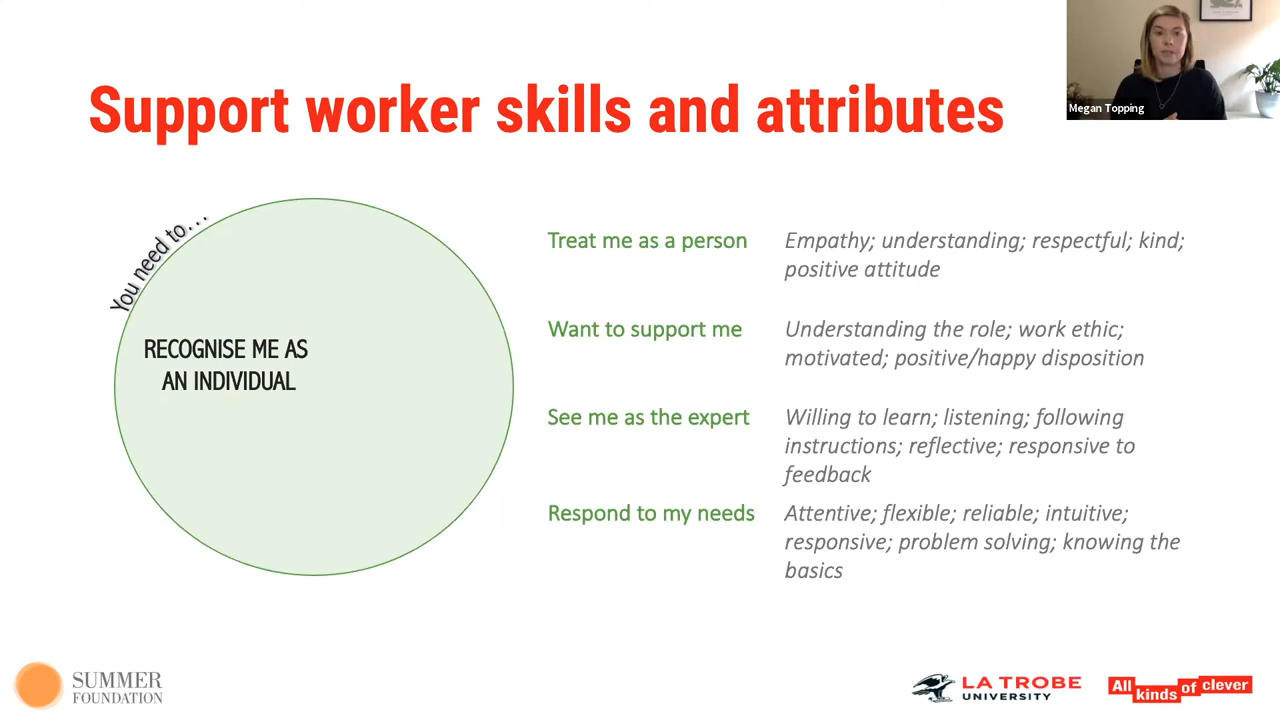 Megan Topping
Support worker skills and attributes
You need to...
RECOGNISE ME AS
AN INDIVIDUAL
Treat me as a person
Empathy; understanding; respectful; kind;
positive attitude
Want to support me
Understanding the role; work ethic;
motivated; positive/happy disposition
See me as the expert
Willing to learn; listening; following
instructions; reflective; responsive to
feedback
Respond to my needs
Attentive; flexible; reliable; intuitive;
responsive; problem solving; knowing the
basics
SUMMER
FOUNDATION
LA TROBE
UNIVERSITY
All kinds of clever